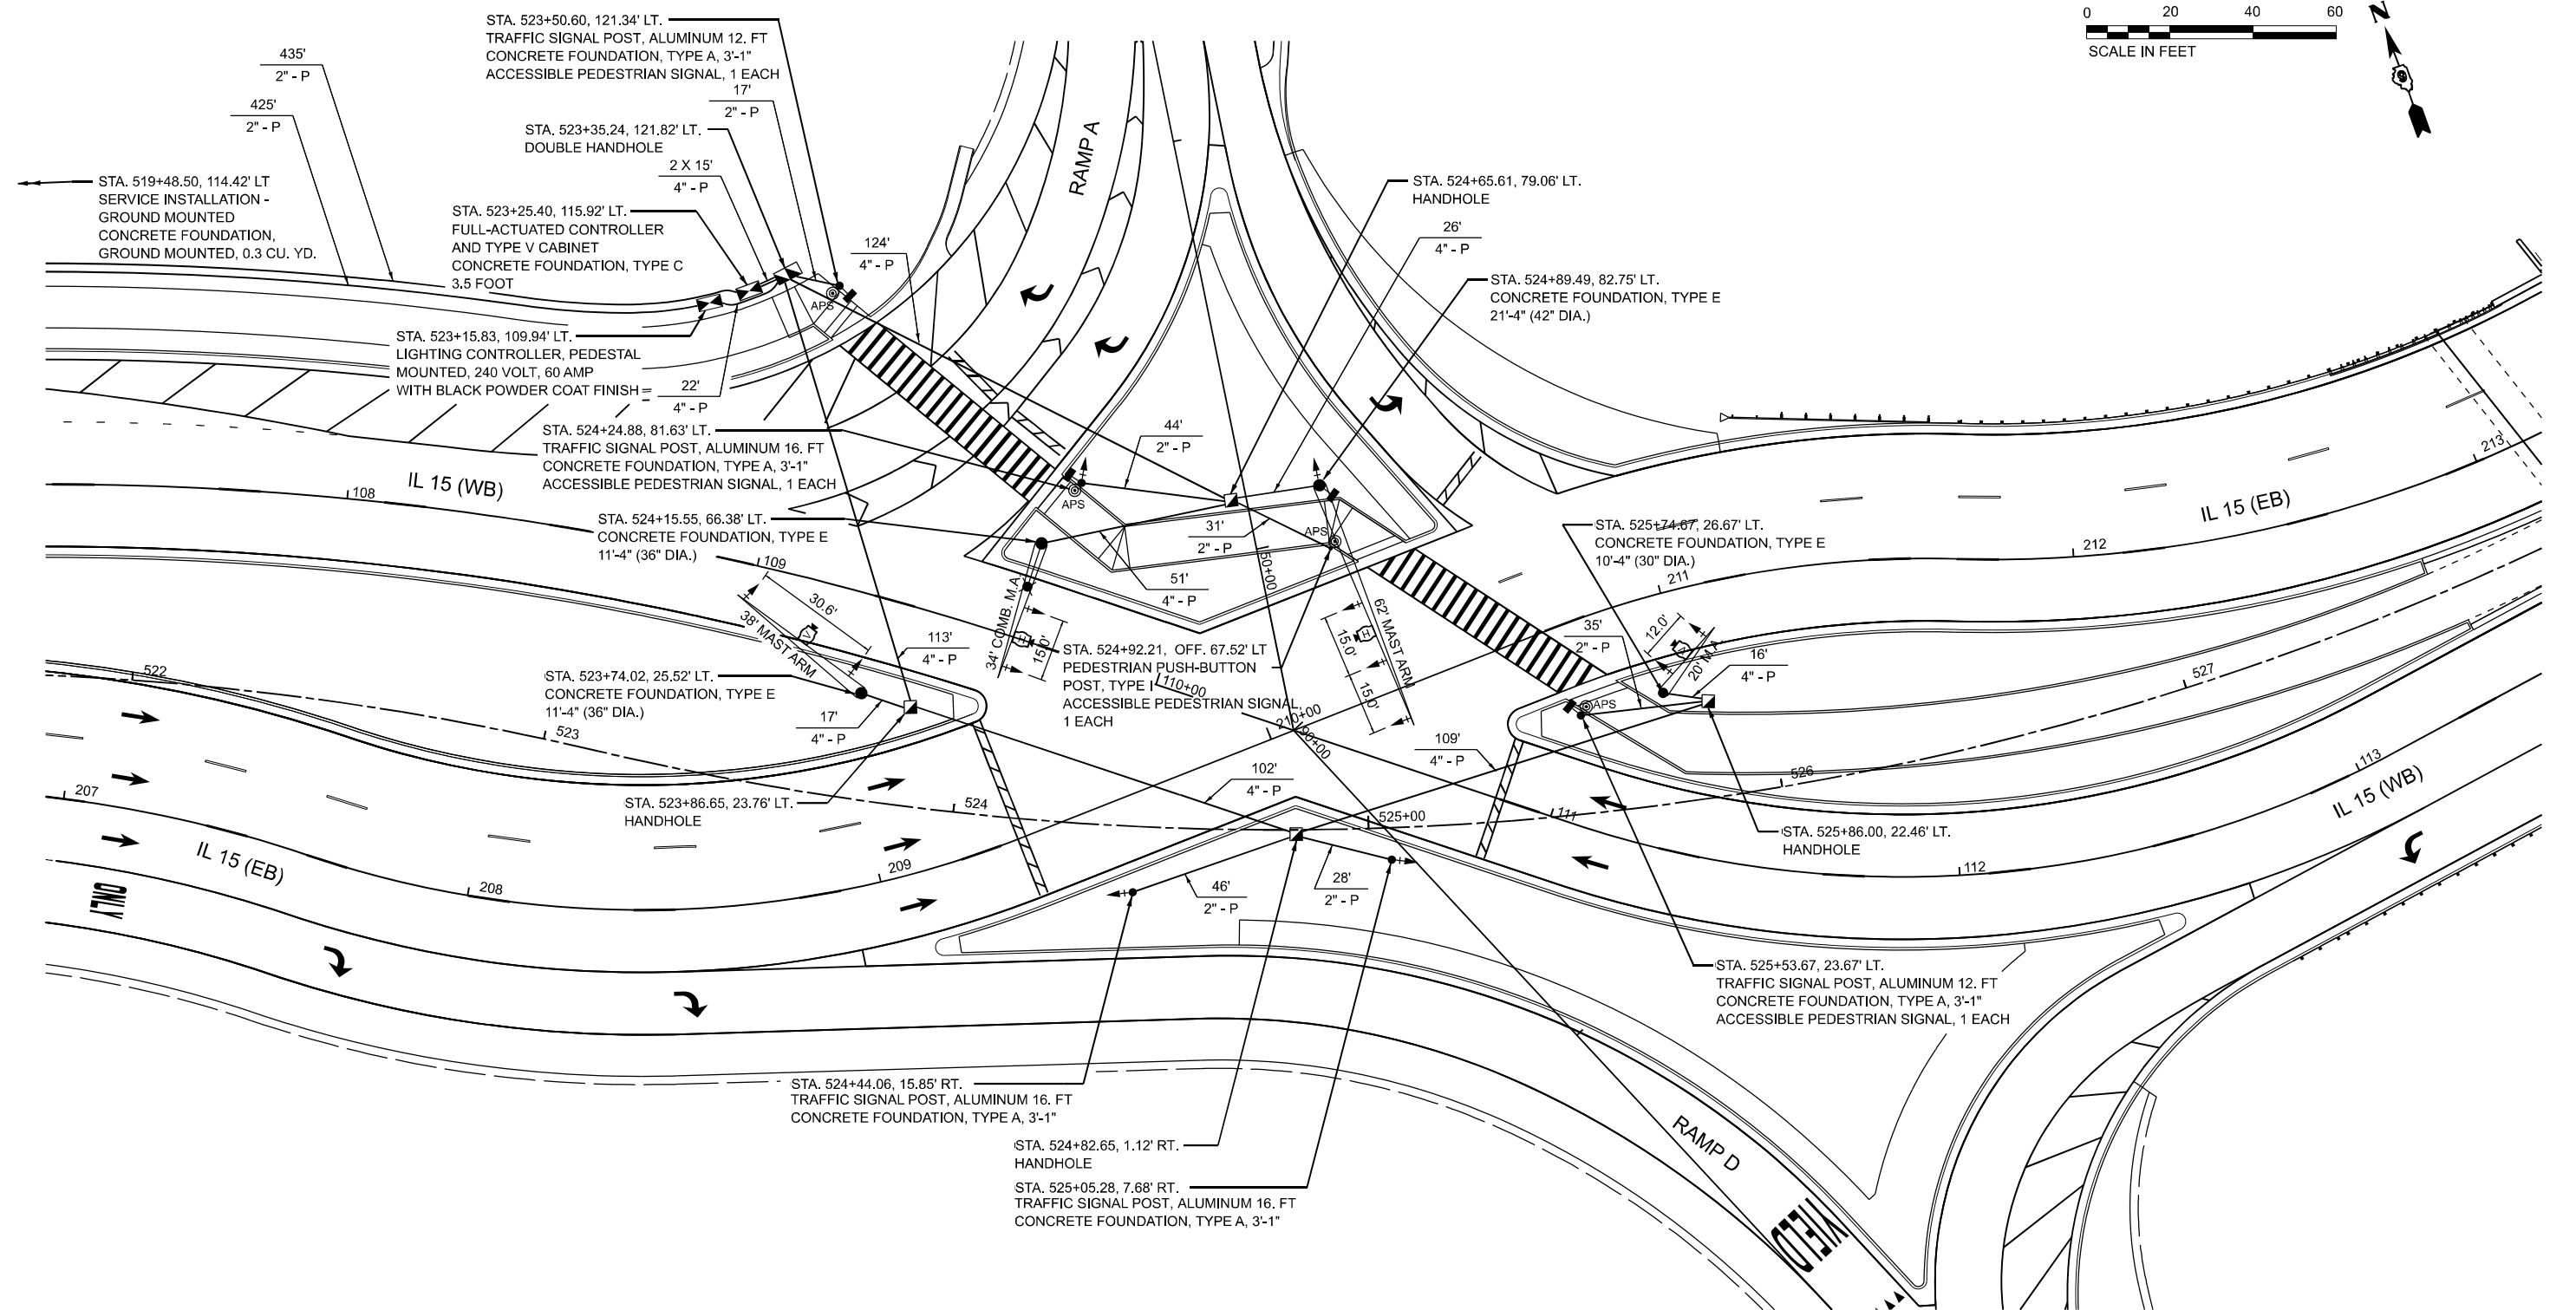 0 20 40 60
SCALE IN FEET
N
STA. 523+50.60, 121.34' LT.
TRAFFIC SIGNAL POST, ALUMINUM 12. FT
CONCRETE FOUNDATION, TYPE A, 3'-1"
ACCESSIBLE PEDESTRIAN SIGNAL, 1 EACH
435'
2" - P
425'
2" - P
17'
2" - P
STA. 523+35.24, 121.82' LT.
DOUBLE HANDHOLE
2 X 15'
4" - P
STA. 519+48.50, 114.42' LT
SERVICE INSTALLATION -
GROUND MOUNTED
CONCRETE FOUNDATION,
GROUND MOUNTED, 0.3 CU. YD.
STA. 523+25.40, 115.92' LT.
FULL-ACTUATED CONTROLLER
AND TYPE V CABINET
CONCRETE FOUNDATION, TYPE C
3.5 FOOT
124'
4" - P
APS
RAMP A
STA. 524+65.61, 79.06' LT.
HANDHOLE
26'
4" - P
STA. 524+89.49, 82.75' LT.
CONCRETE FOUNDATION, TYPE E
21'-4" (42" DIA.)
STA. 523+15.83, 109.94' LT.
LIGHTING CONTROLLER, PEDESTAL
MOUNTED, 240 VOLT, 60 AMP
WITH BLACK POWDER COAT FINISH
22'
4" - P
STA. 524+24.88, 81.63' LT.
TRAFFIC SIGNAL POST, ALUMINUM 16. FT
CONCRETE FOUNDATION, TYPE A, 3'-1"
ACCESSIBLE PEDESTRIAN SIGNAL, 1 EACH
44'
2" - P
IL 15 (WB)
108
APS
213
IL 15 (EB)
STA. 524+15.55, 66.38' LT.
CONCRETE FOUNDATION, TYPE E
11'-4" (36" DIA.)
31'
2" - P
APS
STA. 525+74.67, 26.67' LT.
CONCRETE FOUNDATION, TYPE E
10'-4" (30" DIA.)
212
109
50+00
51'
4" - P
211
30.6'
38' MAST ARM
V
34' COMB. M.A.
H
15.0'
113'
4" - P
62' MAST ARM
H
15.0'
15.0'
35'
2" - P
12.0'
20' M.A.
16'
4" - P
STA. 524+92.21, OFF. 67.52' LT
PEDESTRIAN PUSH-BUTTON
POST, TYPE I
ACCESSIBLE PEDESTRIAN SIGNAL,
1 EACH
110+00
522
527
STA. 523+74.02, 25.52' LT.
CONCRETE FOUNDATION, TYPE E
11'-4" (36" DIA.)
17'
4" - P
APS
523
210+00
90+00
109'
4" - P
102'
4" - P
526
113
IL 15 (WB)
207
STA. 523+86.65, 23.76' LT.
HANDHOLE
524
525+00
111
STA. 525+86.00, 22.46' LT.
HANDHOLE
IL 15 (EB)
209
112
208
ONLY
46'
2" - P
28'
2" - P
STA. 525+53.67, 23.67' LT.
TRAFFIC SIGNAL POST, ALUMINUM 12. FT
CONCRETE FOUNDATION, TYPE A, 3'-1"
ACCESSIBLE PEDESTRIAN SIGNAL, 1 EACH
STA. 524+44.06, 15.85' RT.
TRAFFIC SIGNAL POST, ALUMINUM 16. FT
CONCRETE FOUNDATION, TYPE A, 3'-1"
STA. 524+82.65, 1.12' RT.
HANDHOLE
RAMP D
STA. 525+05.28, 7.68' RT.
TRAFFIC SIGNAL POST, ALUMINUM 16. FT
CONCRETE FOUNDATION, TYPE A, 3'-1"
YIELD